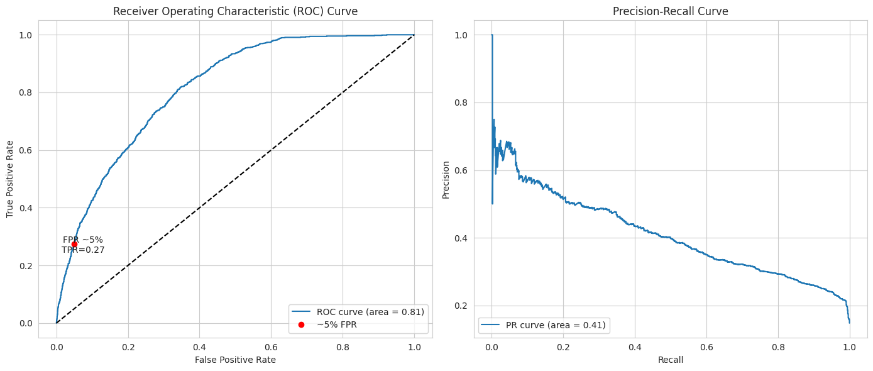 Receiver Operating Characteristic (ROC) Curve
True Positive Rate
1.0
0.8
0.6
0.4
0.2
0.0
FPR ~5%
TPR=0.27
ROC curve (area = 0.81)
~5% FPR
0.0 0.2 0.4 0.6 0.8 1.0
False Positive Rate
Precision-Recall Curve
Precision
1.0
0.8
0.6
0.4
0.2
PR curve (area = 0.41)
0.0 0.2 0.4 0.6 0.8 1.0
Recall